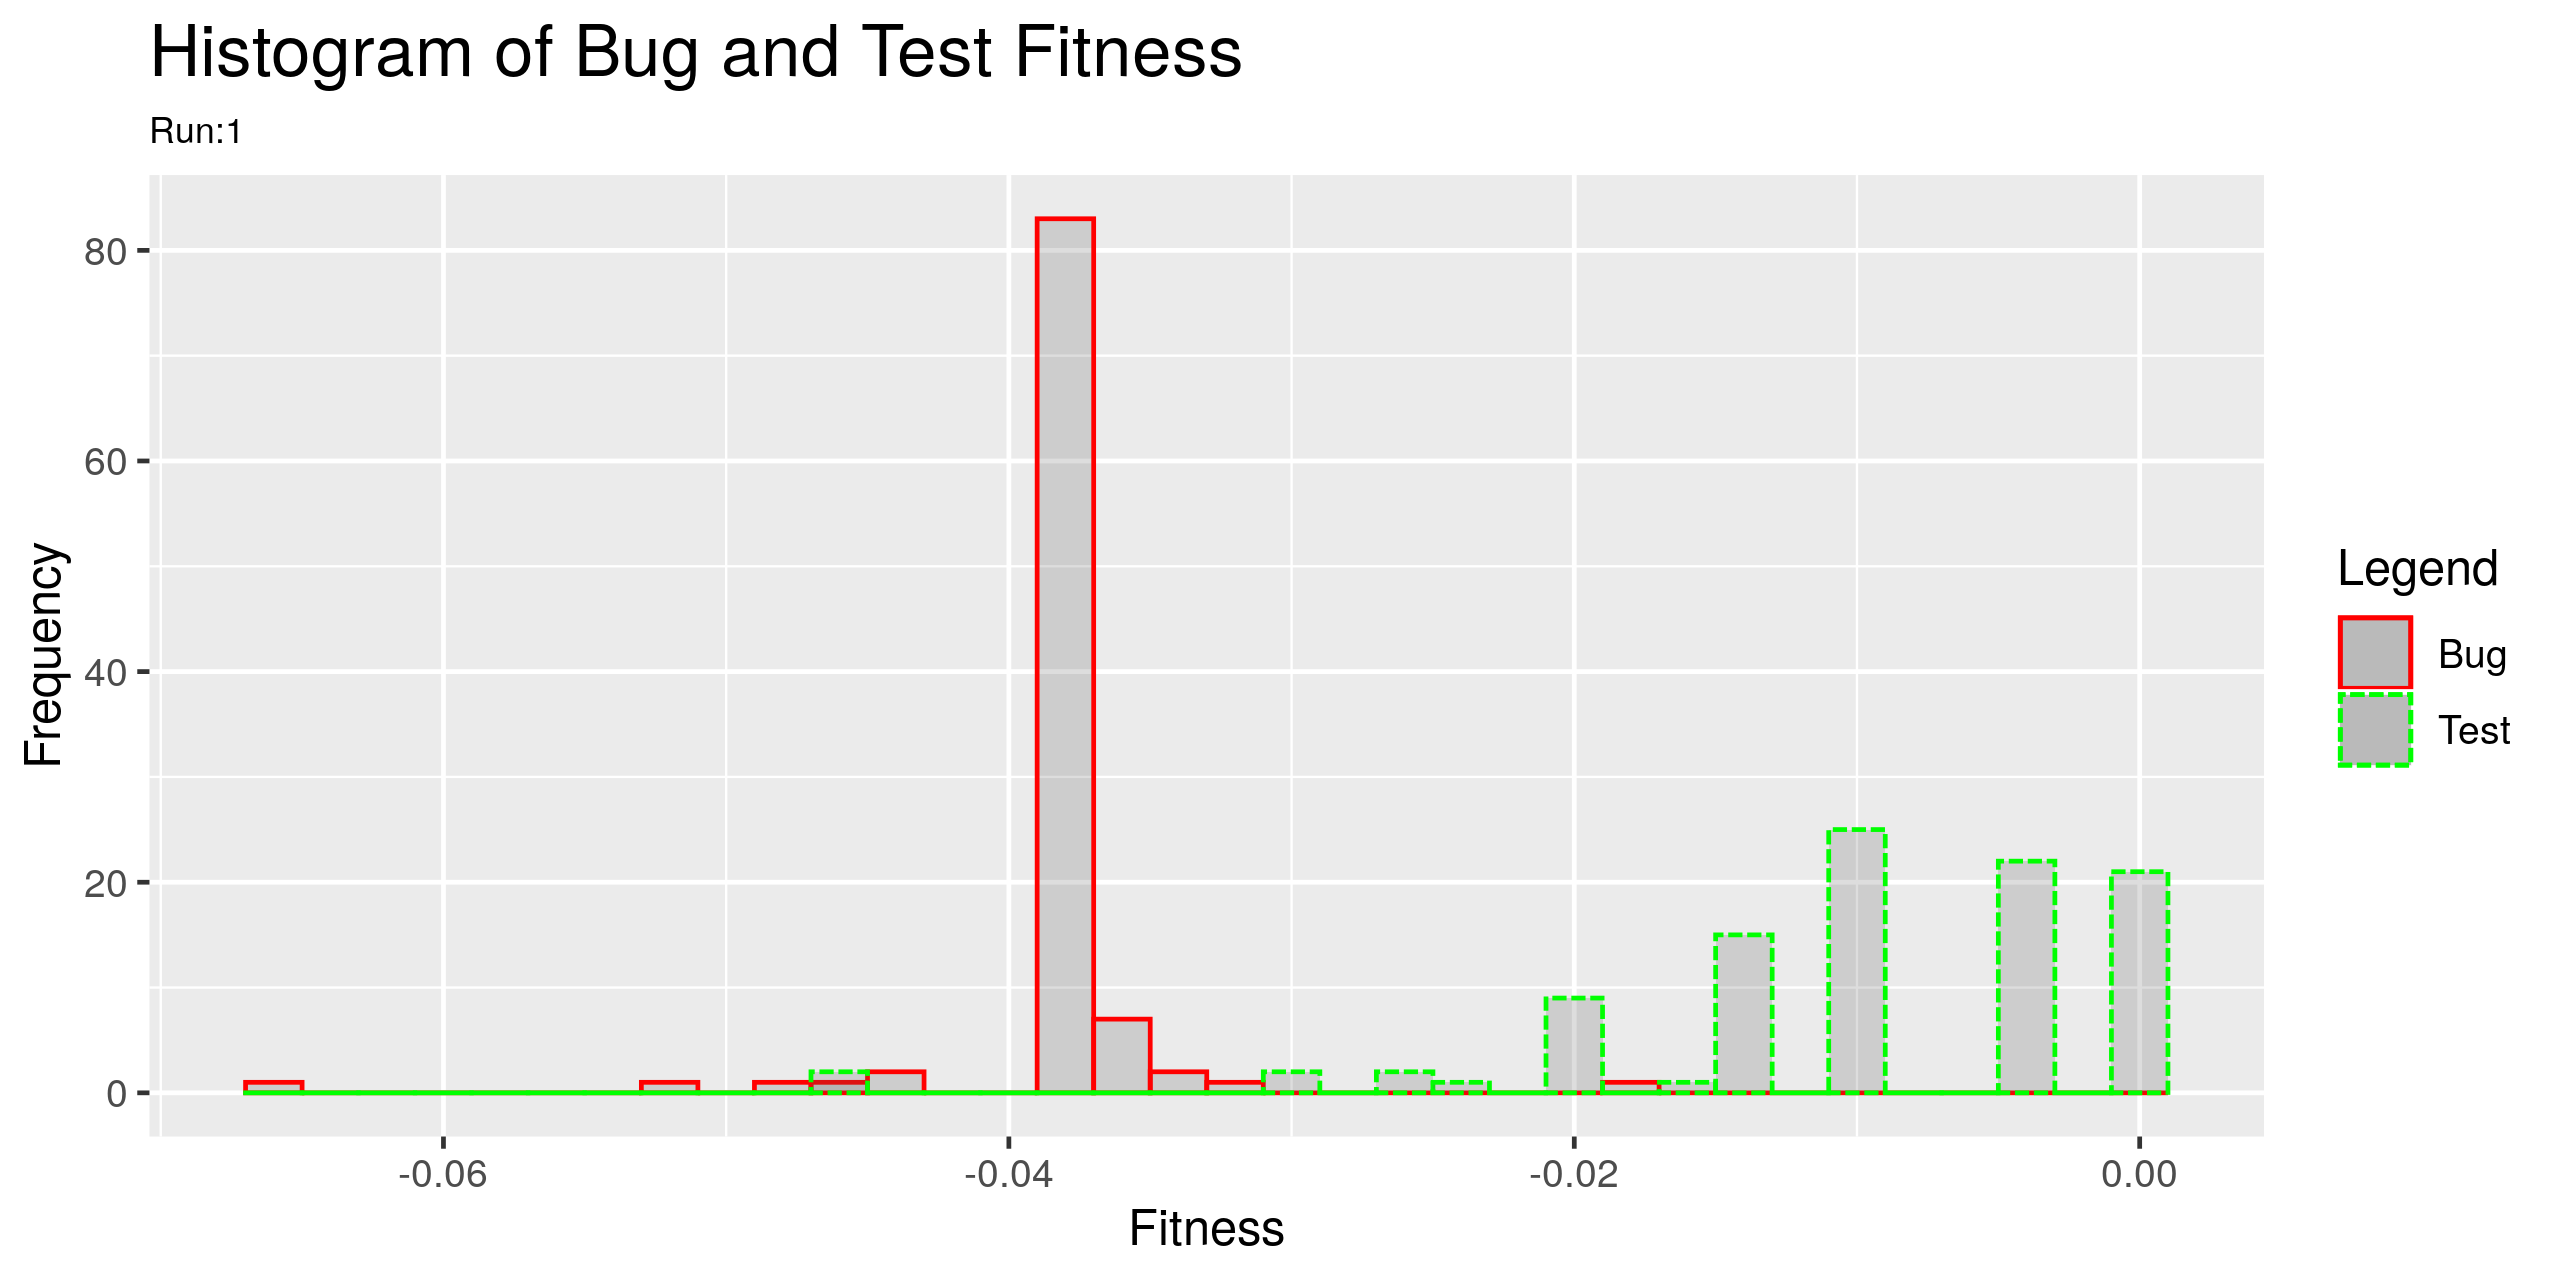 Histogram of Bug and Test Fitness
Run:1
80
60
40
20
0
Frequency
-0.06
-0.04
-0.02
0.00
Fitness
Legend
Bug
Test